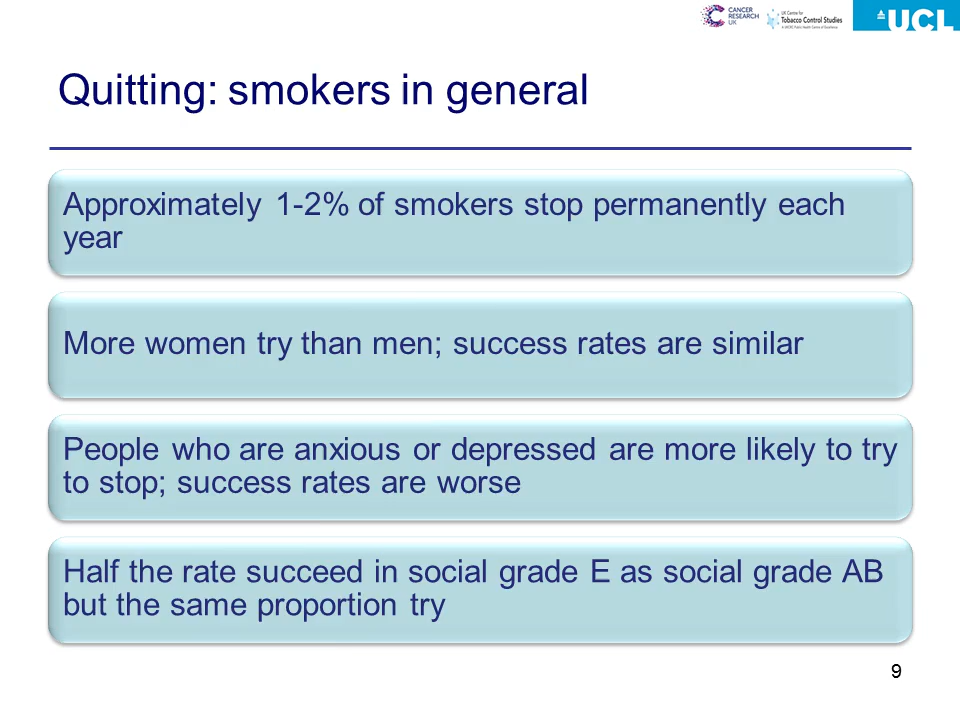 CANCER
RESEARCH
UK
UK Centre for
Tobacco Control Studies
UCL
Quitting: smokers in general
Approximately 1-2% of smokers stop permanently each
year
More women try than men; success rates are similar
People who are anxious or depressed are more likely to try
to stop; success rates are worse
Half the rate succeed in social grade E as social grade AB
but the same proportion try
9